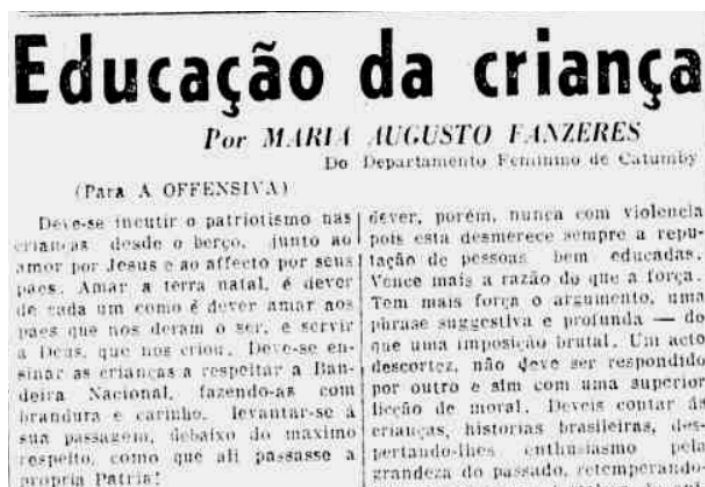 Educação da criança
Por MARIA AUGUSTO FANZERES
Do Departamento Feminino de Catumby
(Para A OFFENSIVA)
Deve-se incutir o patriotismo nas
crianças desde o berço, junto ao
amor por Jesus e ao affecto por seus
paes. Amar a terra natal, é dever
de cada um como é dever amar aos
paes que nos deram o ser, e servir
a Deus, que nos criou. Deve-se en-
sinar as crianças a respeitar a Ban-
deira Nacional, fazendo-as com
brandura e carinho, levantar-se á
sua passagem, debaixo do maximo
respeito, como que ali passasse a
propria Patria!
dever, porém, nunca com violencia
pois esta desmerece sempre a repu-
tação de pessoas bem educadas.
Vence mais a razão do que a força.
Tem mais força o argumento, uma
phrase suggestiva e profunda — do
que uma imposição brutal. Um acto
descortez, não deve ser respondido
por outro e sim com uma superior
licção de moral. Deveis contar ás
crianças, historias brasileiras, des-
pertando-lhes enthusiasmo pela
grandeza do passado, retemperando-